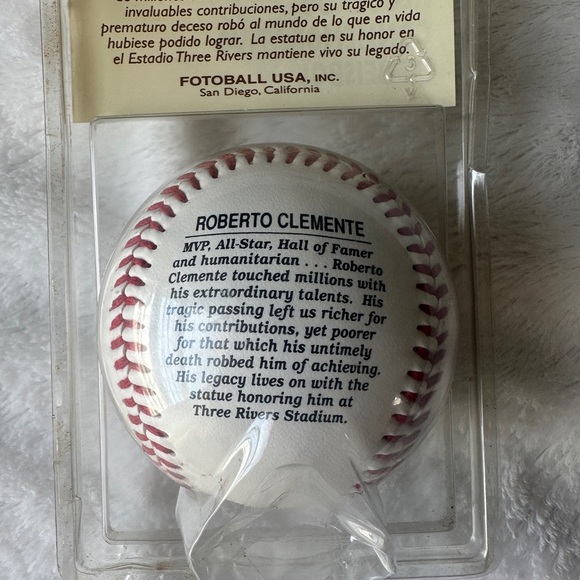 invaluables contribuciones, pero su trágico y
prematuro deceso robó al mundo de lo que en vida
hubiese podido lograr. La estatua en su honor en
el Estadio Three Rivers mantiene vivo su legado.
FOTOBALL USA, INC.
San Diego, California
ROBERTO CLEMENTE
MVP, All-Star, Hall of Famer
and humanitarian . . . Roberto
Clemente touched millions with
his extraordinary talents. His
tragic passing left us richer for
his contributions, yet poorer
for that which his untimely
death robbed him of achieving.
His legacy lives on with the
statue honoring him at
Three Rivers Stadium.